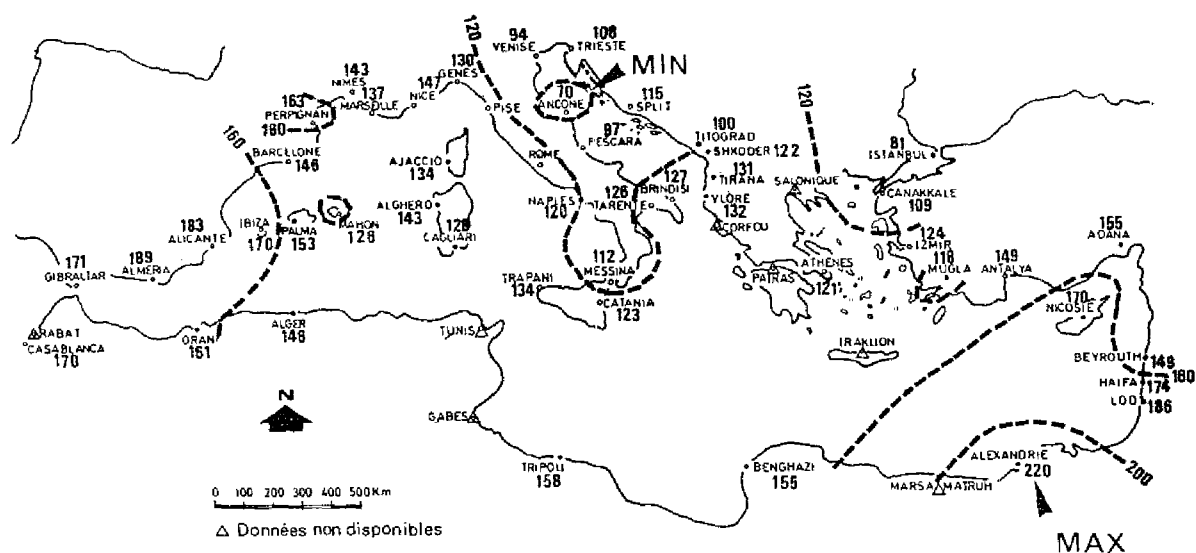 120
94
VENISE
108
TRIESTE
MIN
130
GENES
143
NIMES
137
MARSEILLE
147
NICE
163
PERPIGNAN
180
160
BARCELONE
146
PISE
70
ANCONE
115
SPLIT
97
PESCARA
ROME
100
TITOGRAD
SHKODER 122
131
TIRANA
VLORE
132
CORFOU
120
SALONIQUE
81
ISTANBUL
CANAKKALE
109
AJACCIO
134
ALGHERO
143
128
CAGLIARI
NAPLES
120
126
TARENTE
127
BRINDISI
183
ALICANTE
IBIZA
170
PALMA
153
MAHON
128
171
GIBRALTAR
189
ALMERIA
112
MESSINA
TRAPANI
134
CATANIA
123
PATRAS
ATHENES
121
124
IZMIR
118
MUGLA
149
ANTALYA
155
ADANA
170
NICOSIE
RABAT
CASABLANCA
170
ORAN
151
ALGER
148
TUNIS
IRAKLION
BEYROUTH
149
160
HAIFA
174
LOD
186
N
GABES
TRIPOLI
158
BENGHAZI
155
MARSA MATRUH
ALEXANDRIE
220
200
MAX
0 100 200 300 400 500 Km
△ Données non disponibles